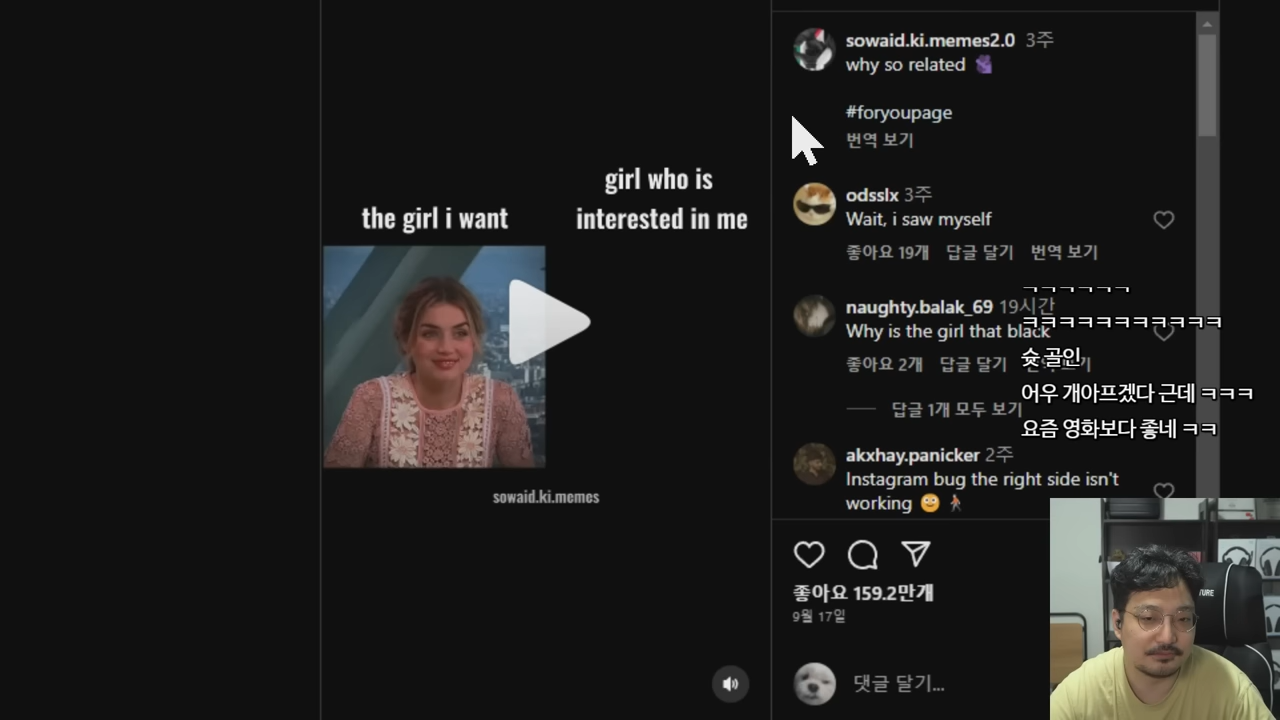 the girl i want
girl who is
interested in me
sowaid.ki.memes
sowaid.ki.memes2.0 3주
why so related
#foryoupage
번역 보기
odsslx 3주
Wait, i saw myself
좋아요 19개 답글 달기 번역 보기
naughty.balak_69 19시간
Why is the girl that black
좋아요 2개 답글 달기
답글 1개 모두 보기
akxhay.panicker 2주
Instagram bug the right side isn't
working
ㅋㅋㅋㅋㅋㅋㅋㅋㅋㅋㅋ
슛 골인
어우 개아프겠다 근데 ㅋㅋㅋ
요즘 영화보다 좋네 ㅋㅋ
좋아요 159.2만개
9월 17일
댓글 달기...